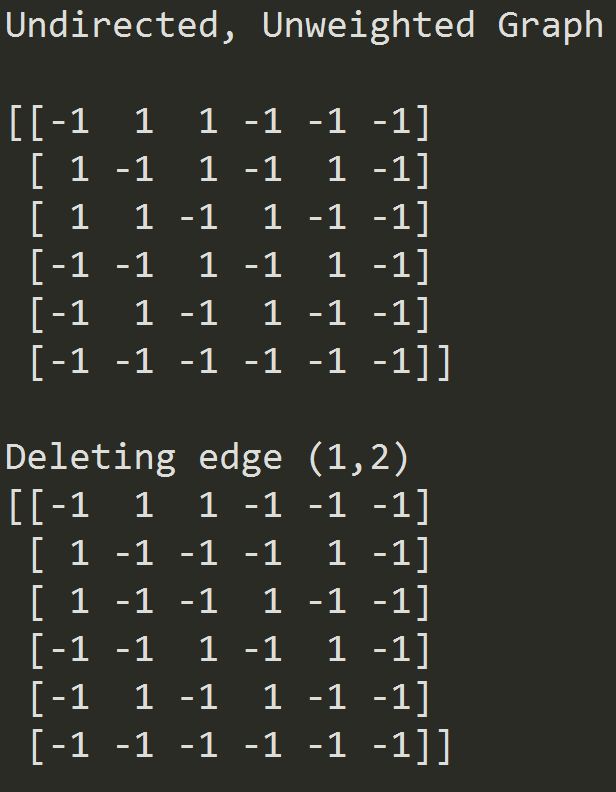 Undirected, Unweighted Graph
[[-1  1  1 -1 -1 -1]
 [ 1 -1  1 -1  1 -1]
 [ 1  1 -1  1 -1 -1]
 [-1 -1  1 -1  1 -1]
 [-1  1 -1  1 -1 -1]
 [-1 -1 -1 -1 -1 -1]]
Deleting edge (1,2)
[[-1  1  1 -1 -1 -1]
 [ 1 -1 -1 -1  1 -1]
 [ 1 -1 -1  1 -1 -1]
 [-1 -1  1 -1  1 -1]
 [-1  1 -1  1 -1 -1]
 [-1 -1 -1 -1 -1 -1]]